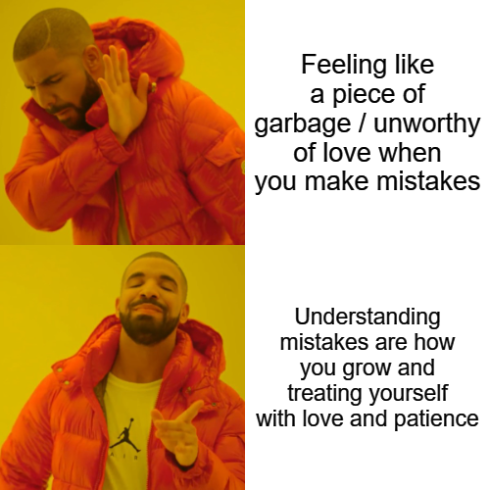 Feeling like
a piece of
garbage / unworthy
of love when
you make mistakes
Understanding
mistakes are how
you grow and
treating yourself
with love and patience